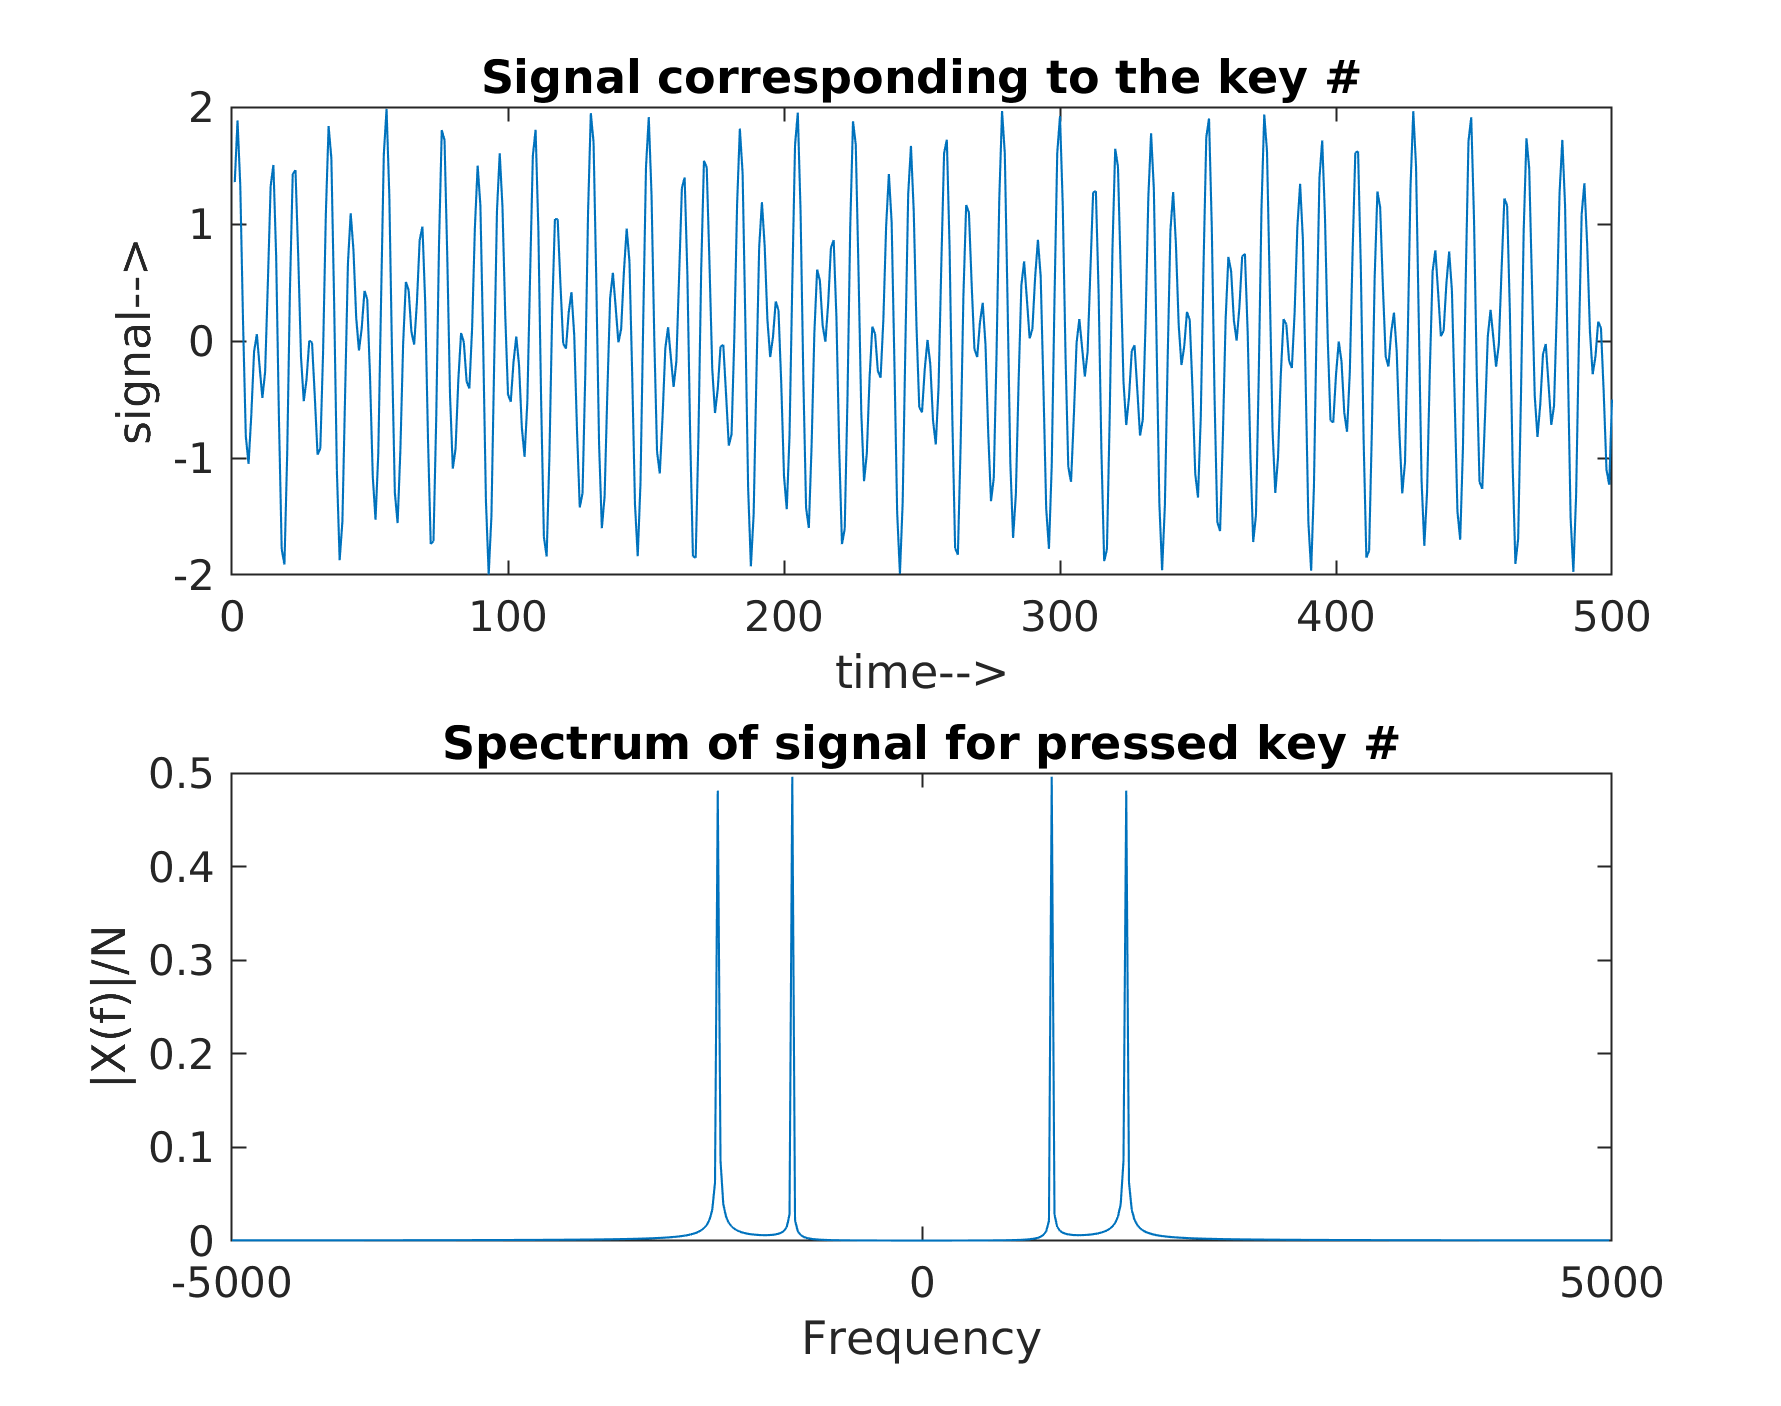 Signal corresponding to the key #
2
1
0
-1
-2
signal-->
0 100 200 300 400 500
time-->
Spectrum of signal for pressed key #
0.5
0.4
0.3
0.2
0.1
0
|X(f)|/N
-5000 0 5000
Frequency